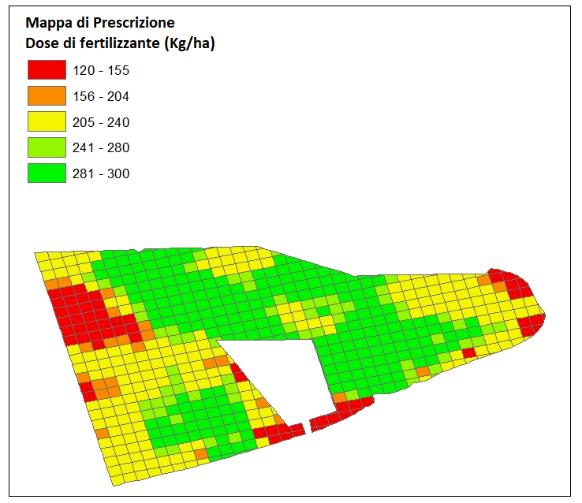 Mappa di Prescrizione
Dose di fertilizzante (Kg/ha)
120 - 155
156 - 204
205 - 240
241 - 280
281 - 300